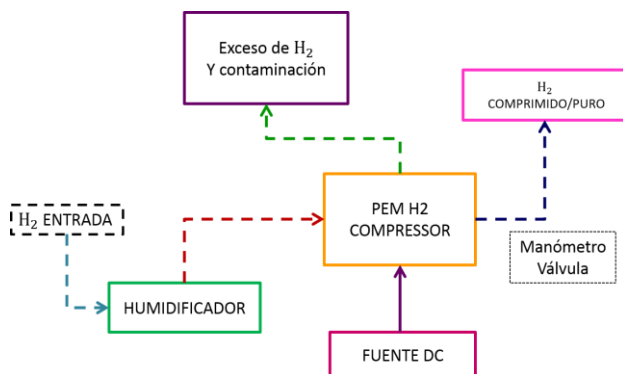 Exceso de H₂
Y contaminación
H₂
COMPRIMIDO/PURO
PEM H2
COMPRESSOR
H₂ ENTRADA
Manómetro
Válvula
HUMIDIFICADOR
FUENTE DC